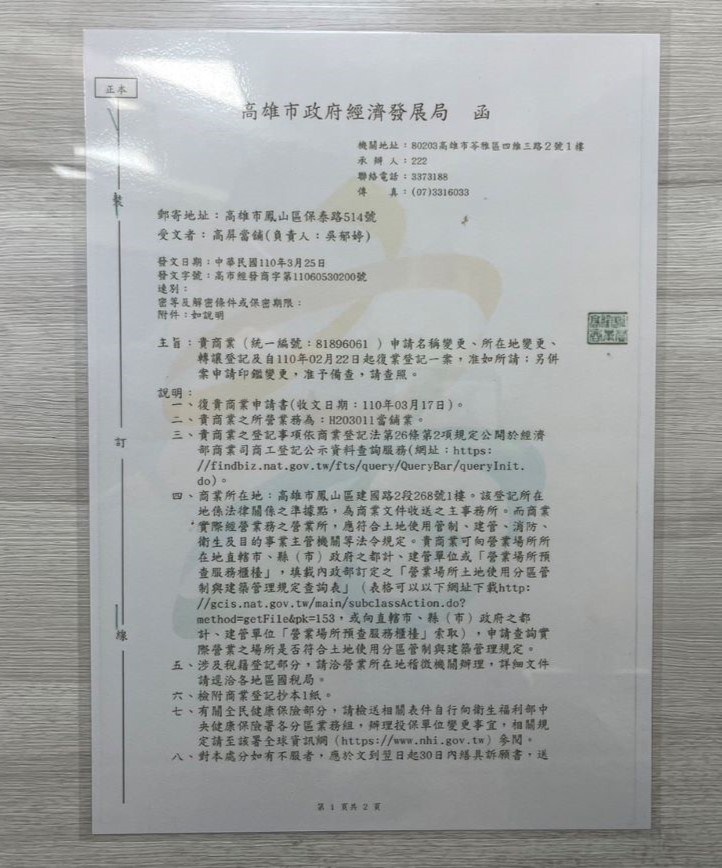 正本
高雄市政府經濟發展局 函
機關地址：80203高雄市苓雅區四維三路2號1樓
承 辦 人：222
聯絡電話：3373188
傳　　真：(07)3316033
郵寄地址：高雄市鳳山區保泰路514號
受文者：高屏當鋪(負責人：吳郁婷)
發文日期：中華民國110年3月25日
發文字號：高市經發商字第11060530200號
速別：
密等及解密條件或保密期限：
附件：如說明
主旨：貴商業（統一編號：81896061 ）申請名稱變更、所在地變更、
轉讓登記及自110年02月22日起復業登記一案，准如所請；另併
案申請印鑑變更，准予備查，請查照。
說明：
一、復貴商業申請書(收文日期：110年03月17日)。
二、貴商業之所營業務為：H203011當舖業。
三、貴商業之登記事項依商業登記法第26條第2項規定公開於經濟
部商業司商工登記公示資料查詢服務(網址：https:
//findbiz.nat.gov.tw/fts/query/QueryBar/queryInit.
do)。
四、商業所在地：高雄市鳳山區建國路2段268號1樓。該登記所在
地係法律關係之準據點，為商業文件收送之主事務所。而商業
實際經營業務之營業所，應符合土地使用管制、建管、消防、
衛生及目的事業主管機關等法令規定。貴商業可向營業場所所
在地直轄市、縣（市）政府之都計、建管單位或「營業場所預
查服務櫃檯」，填載內政部訂定之「營業場所土地使用分區管
制與建築管理規定查詢表」（表格可以以下網址下載http:
//gcis.nat.gov.tw/main/subclassAction.do?
method=getFile&pk=153，或向直轄市、縣（市）政府之都
計、建管單位「營業場所預查服務櫃檯」索取），申請查詢實
際營業之場所是否符合土地使用分區管制與建築管理規定。
五、涉及稅籍登記部分，請洽營業所在地稽徵機關辦理，詳細文件
請逕洽各地區國稅局。
六、檢附商業登記抄本1紙。
七、有關全民健康保險部分，請檢送相關表件自行向衛生福利部中
央健康保險署各分區業務組，辦理投保單位變更事宜，相關規
定請至該署全球資訊網（https://www.nhi.gov.tw）參閱。
八、對本處分如有不服者，應於文到翌日起30日內繕具訴願書，送
裝
訂
線
第 1 頁共 2 頁